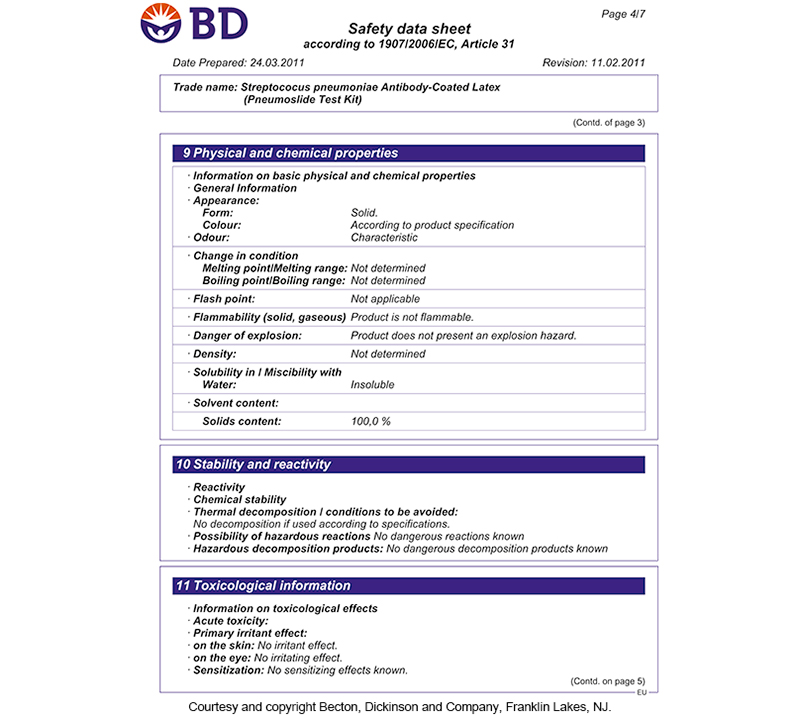 BD
Page 4/7
Safety data sheet
according to 1907/2006/EC, Article 31
Date Prepared: 24.03.2011 Revision: 11.02.2011
Trade name: Streptococus pneumoniae Antibody-Coated Latex
(Pneumoslide Test Kit)
(Contd. of page 3)
9 Physical and chemical properties
· Information on basic physical and chemical properties
· General Information
· Appearance:
Form: Solid.
Colour: According to product specification
· Odour: Characteristic
· Change in condition
Melting point/Melting range: Not determined
Boiling point/Boiling range: Not determined
· Flash point: Not applicable
· Flammability (solid, gaseous) Product is not flammable.
· Danger of explosion: Product does not present an explosion hazard.
· Density: Not determined
· Solubility in / Miscibility with
Water: Insoluble
· Solvent content:
Solids content: 100,0 %
10 Stability and reactivity
· Reactivity
· Chemical stability
· Thermal decomposition / conditions to be avoided:
No decomposition if used according to specifications.
· Possibility of hazardous reactions No dangerous reactions known
· Hazardous decomposition products: No dangerous decomposition products known
11 Toxicological information
· Information on toxicological effects
· Acute toxicity:
· Primary irritant effect:
· on the skin: No irritant effect.
· on the eye: No irritating effect.
· Sensitization: No sensitizing effects known.
(Contd. on page 5)
EU
Courtesy and copyright Becton, Dickinson and Company, Franklin Lakes, NJ.